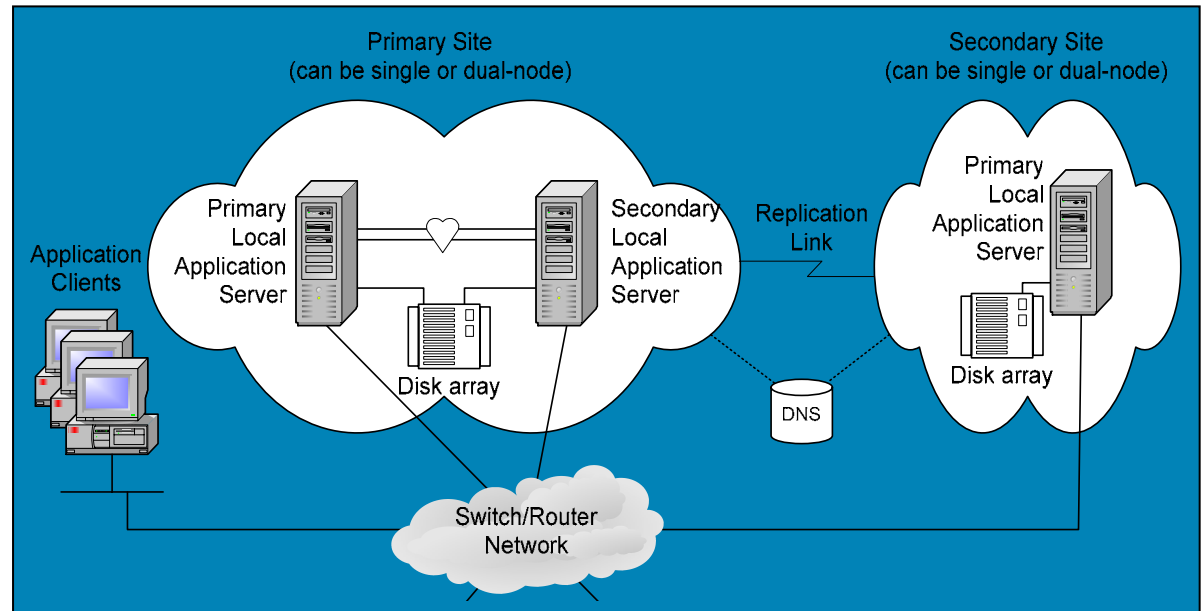 Primary Site
(can be single or dual-node)
Secondary Site
(can be single or dual-node)
Application
Clients
Primary
Local
Application
Server
Secondary
Local
Application
Server
Disk array
Replication
Link
Primary
Local
Application
Server
Disk array
DNS
Switch/Router
Network